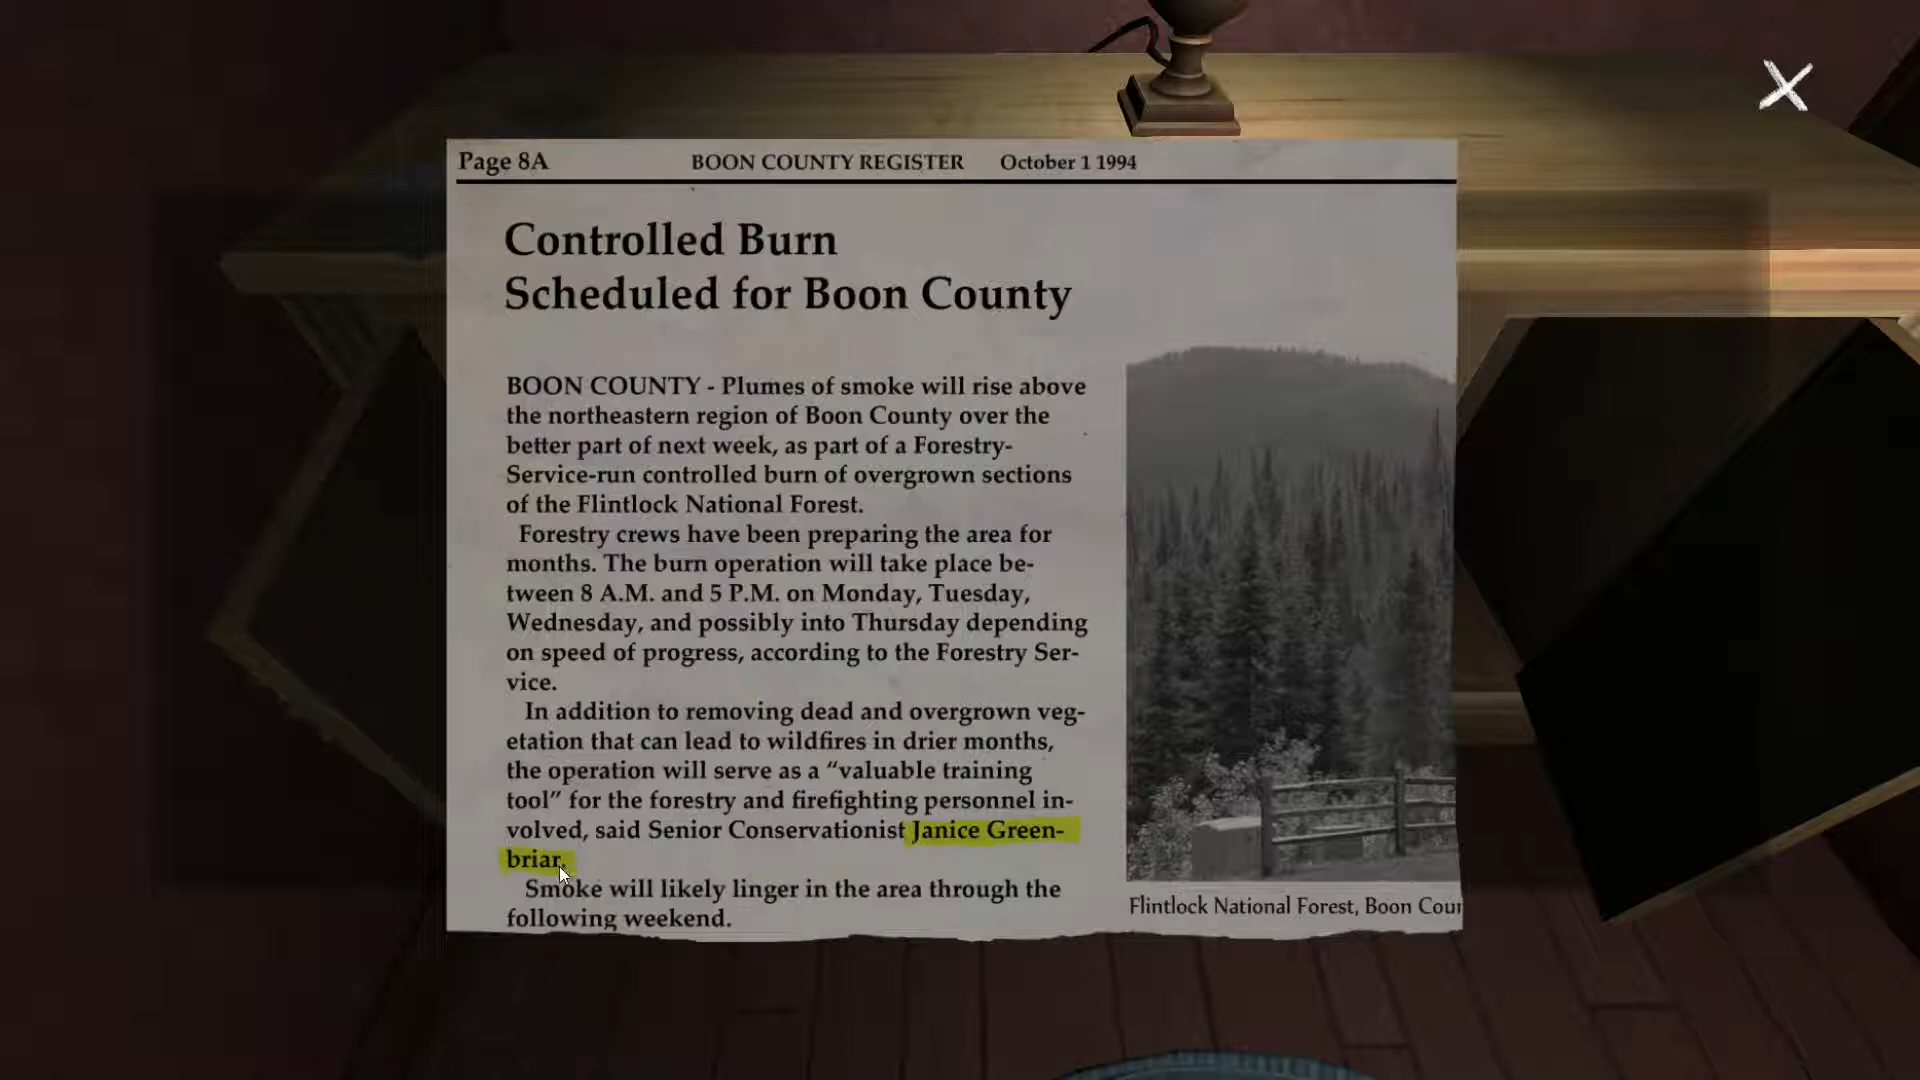 Page 8A BOON COUNTY REGISTER October 1 1994
Controlled Burn
Scheduled for Boon County
BOON COUNTY - Plumes of smoke will rise above
the northeastern region of Boon County over the
better part of next week, as part of a Forestry-
Service-run controlled burn of overgrown sections
of the Flintlock National Forest.
Forestry crews have been preparing the area for
months. The burn operation will take place be-
tween 8 A.M. and 5 P.M. on Monday, Tuesday,
Wednesday, and possibly into Thursday depending
on speed of progress, according to the Forestry Ser-
vice.
In addition to removing dead and overgrown veg-
etation that can lead to wildfires in drier months,
the operation will serve as a “valuable training
tool” for the forestry and firefighting personnel in-
volved, said Senior Conservationist Janice Green-
briar.
Smoke will likely linger in the area through the
following weekend.
Flintlock National Forest, Boon Coun